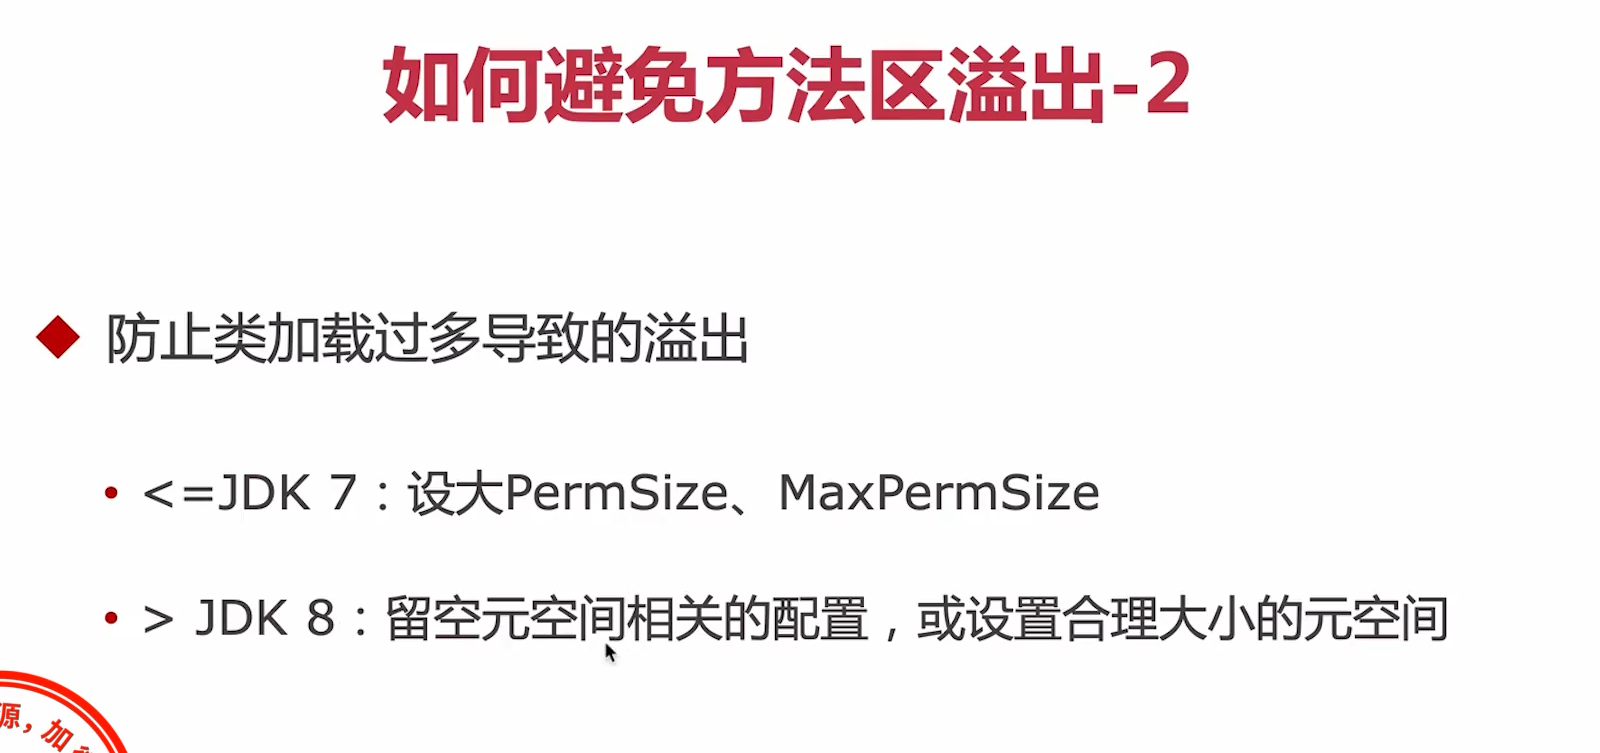 如何避免方法区溢出-2
防止类加载过多导致的溢出
<=JDK 7：设大PermSize、MaxPermSize
> JDK 8：留空元空间相关的配置，或设置合理大小的元空间
源，加